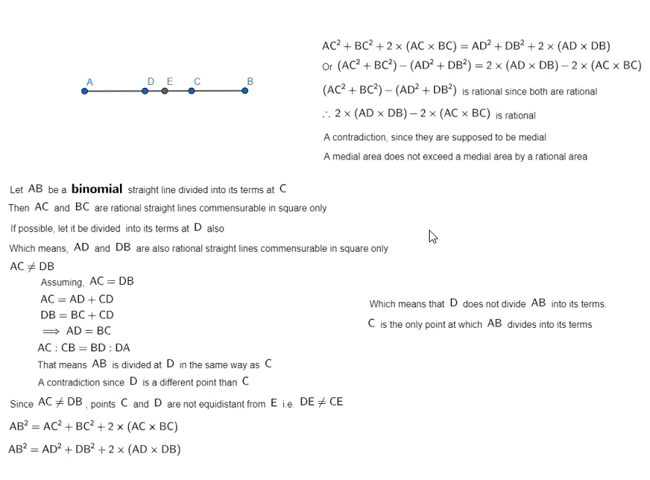 A D E C B
Let AB be a binomial straight line divided into its terms at C
Then AC and BC are rational straight lines commensurable in square only
If possible, let it be divided into its terms at D also
Which means, AD and DB are also rational straight lines commensurable in square only
AC ≠ DB
Assuming, AC = DB
AC = AD + CD
DB = BC + CD
⟹ AD = BC
AC : CB = BD : DA
That means AB is divided at D in the same way as C
A contradiction since D is a different point than C
Since AC ≠ DB , points C and D are not equidistant from E i.e. DE ≠ CE
AB² = AC² + BC² + 2 × (AC × BC)
AB² = AD² + DB² + 2 × (AD × DB)
AC² + BC² + 2 × (AC × BC) = AD² + DB² + 2 × (AD × DB)
Or (AC² + BC²) − (AD² + DB²) = 2 × (AD × DB) − 2 × (AC × BC)
(AC² + BC²) − (AD² + DB²) is rational since both are rational
∴ 2 × (AD × DB) − 2 × (AC × BC) is rational
A contradiction, since they are supposed to be medial
A medial area does not exceed a medial area by a rational area
Which means that D does not divide AB into its terms.
C is the only point at which AB divides into its terms